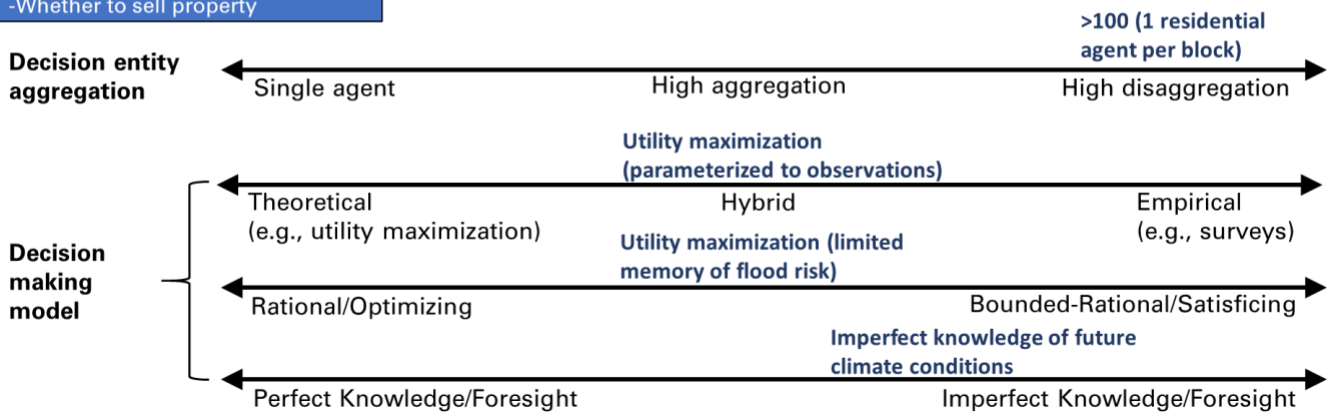 -Whether to sell property
>100 (1 residential
agent per block)
Decision entity
aggregation
Single agent
High aggregation
High disaggregation
Utility maximization
(parameterized to observations)
Theoretical
(e.g., utility maximization)
Hybrid
Empirical
(e.g., surveys)
Decision
making
model
Utility maximization (limited
memory of flood risk)
Rational/Optimizing
Bounded-Rational/Satisficing
Imperfect knowledge of future
climate conditions
Perfect Knowledge/Foresight
Imperfect Knowledge/Foresight